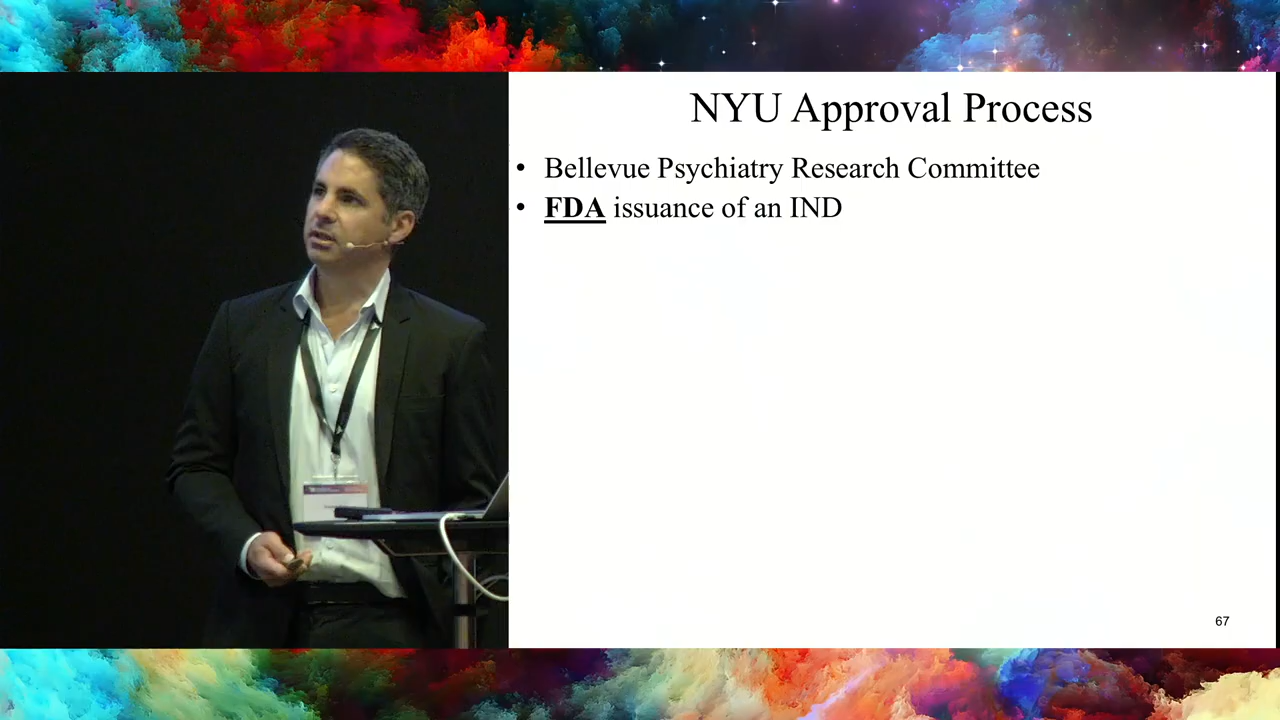 NYU Approval Process
• Bellevue Psychiatry Research Committee
• FDA issuance of an IND
67